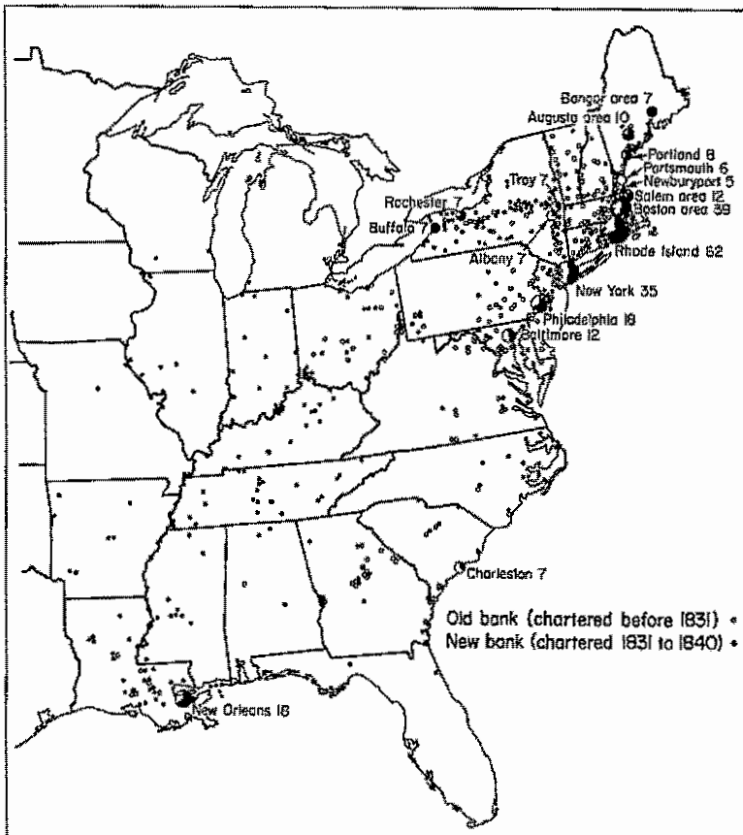 Bangor area 7
Augusta area 10
Portland 8
Portsmouth 6
Newburyport 5
Salem area 12
Boston area 39
Troy 7
Rochester 7
Buffalo 7
Rhode Island 62
Albany 7
New York 35
Philadelphia 18
Baltimore 12
Charleston 7
Old bank (chartered before 1831)
New bank (chartered 1831 to 1840)
New Orleans 18